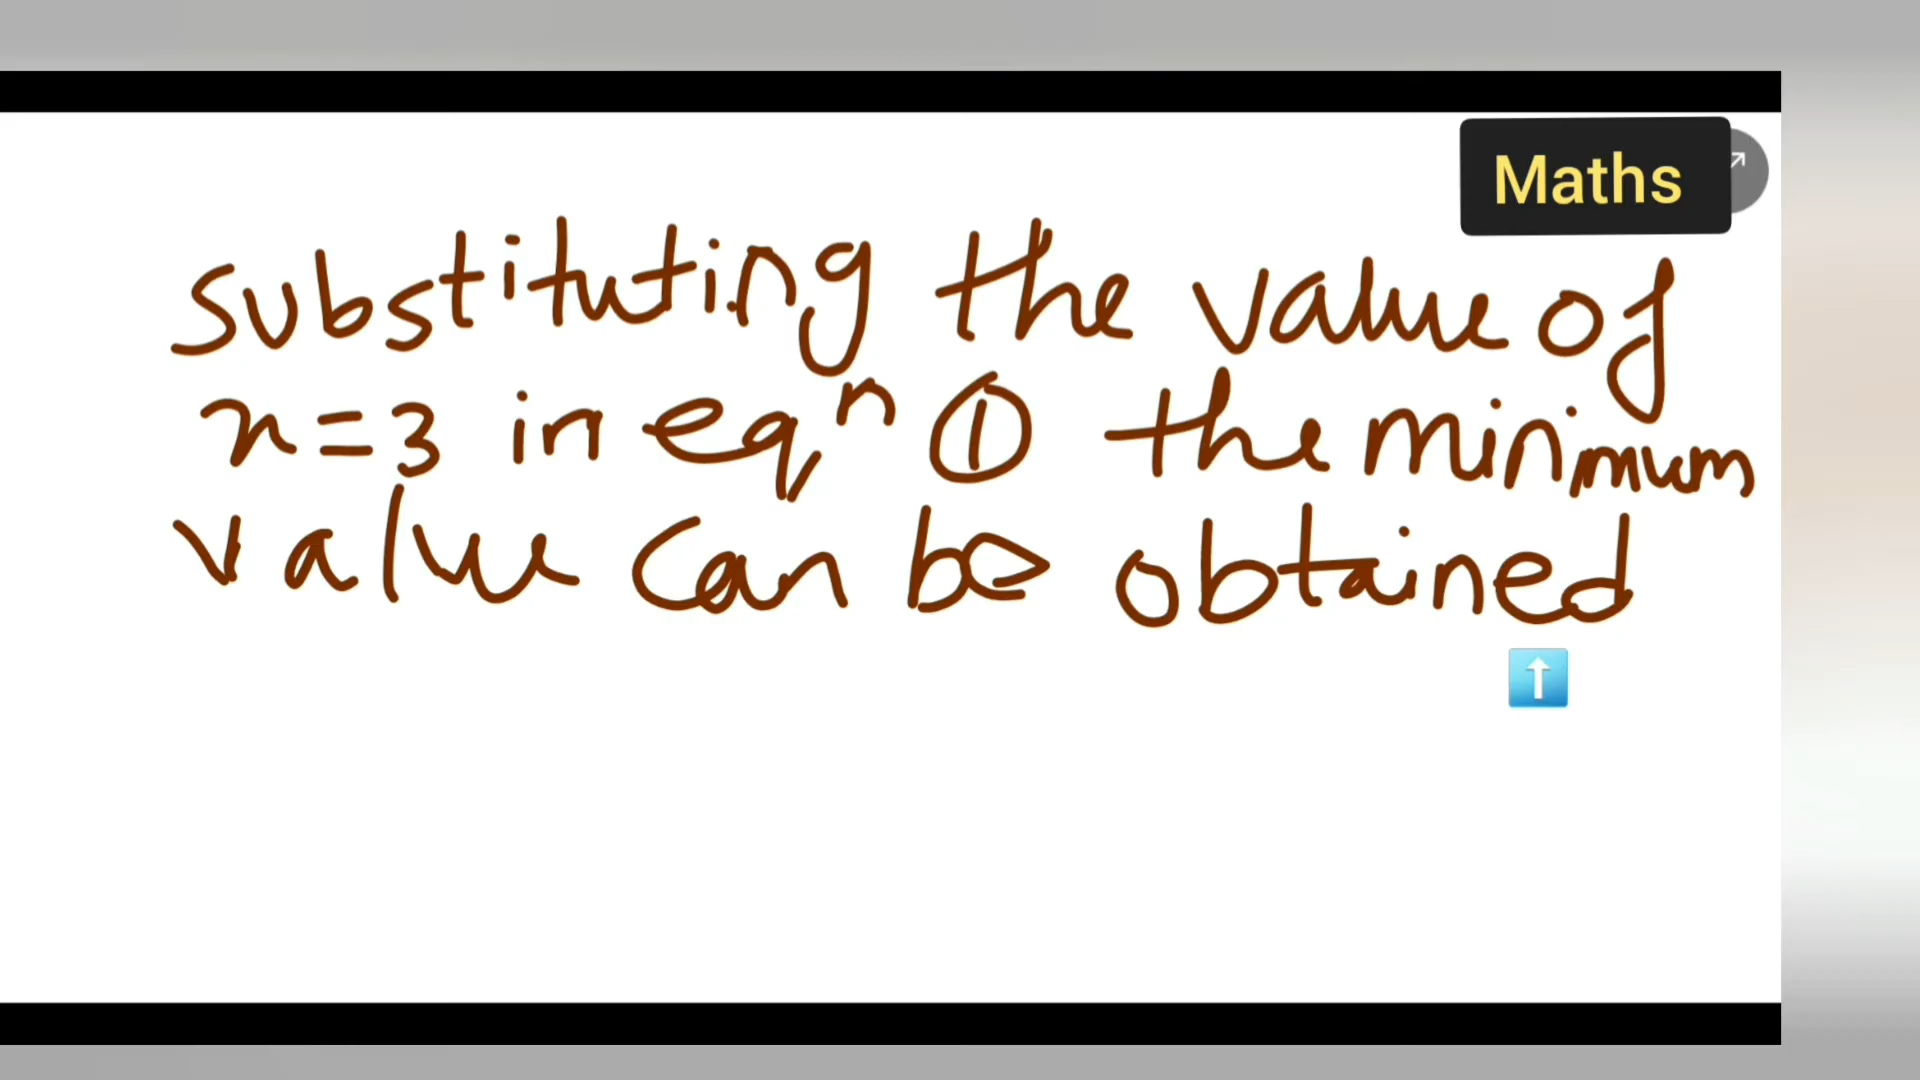 Maths
Substituting the value of
x=3 in eqⁿ ① the minimum
value can be obtained